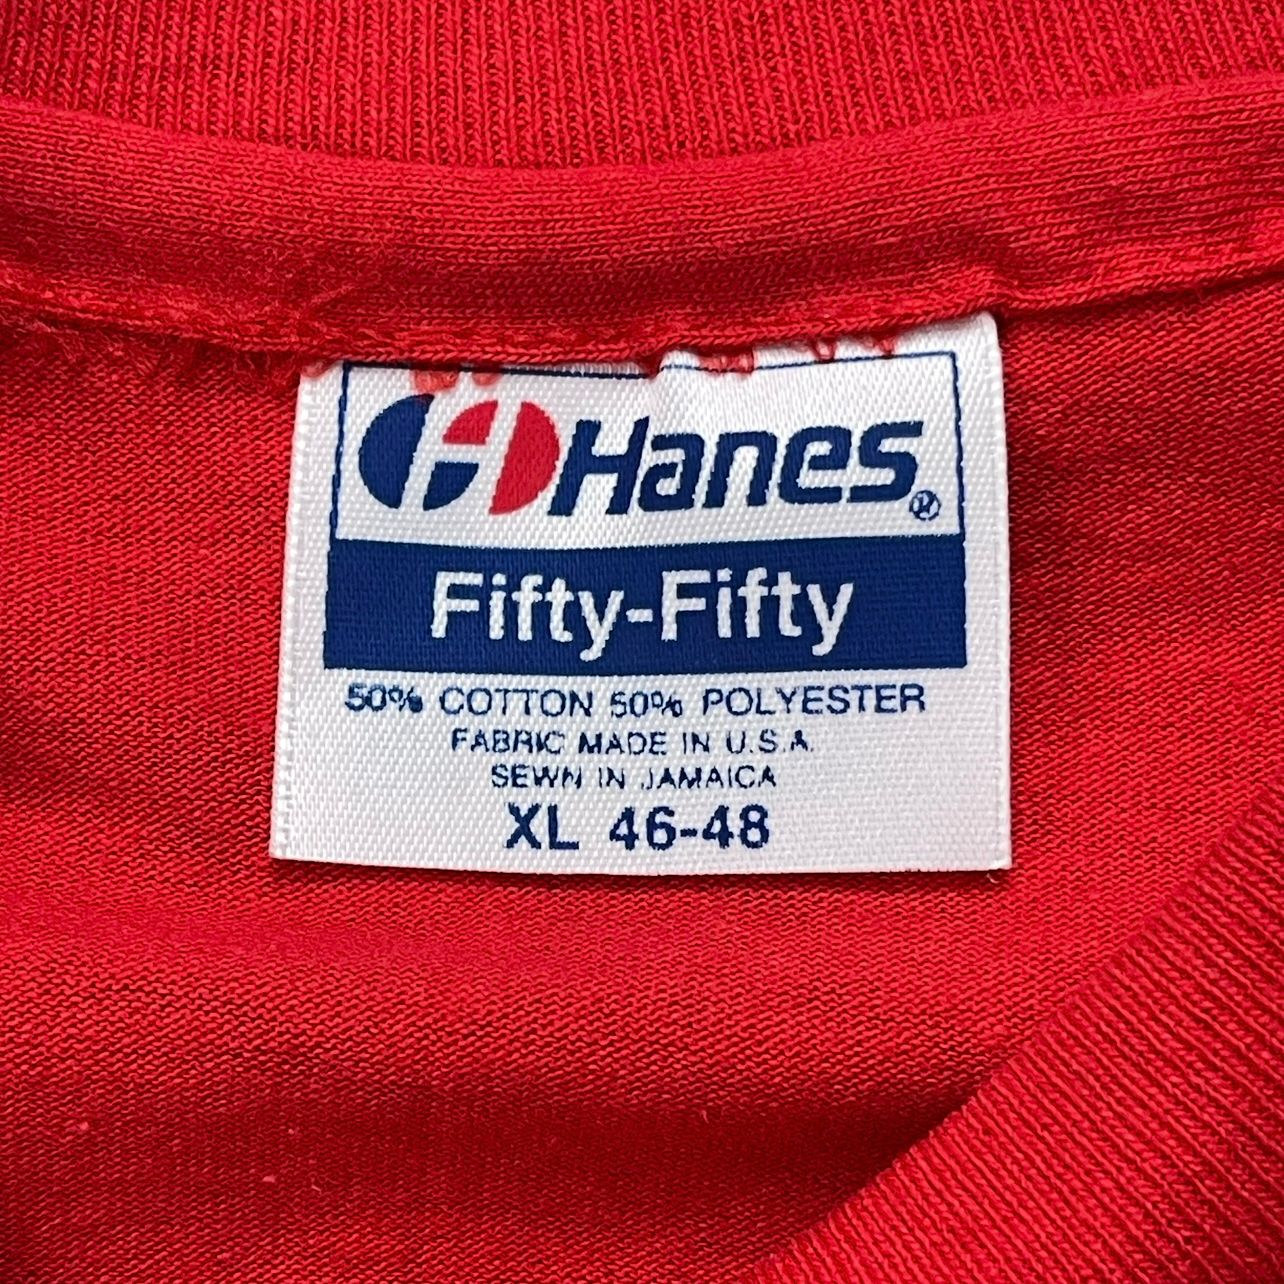 Hanes®
Fifty-Fifty
50% COTTON 50% POLYESTER
FABRIC MADE IN U.S.A.
SEWN IN JAMAICA
XL 46-48